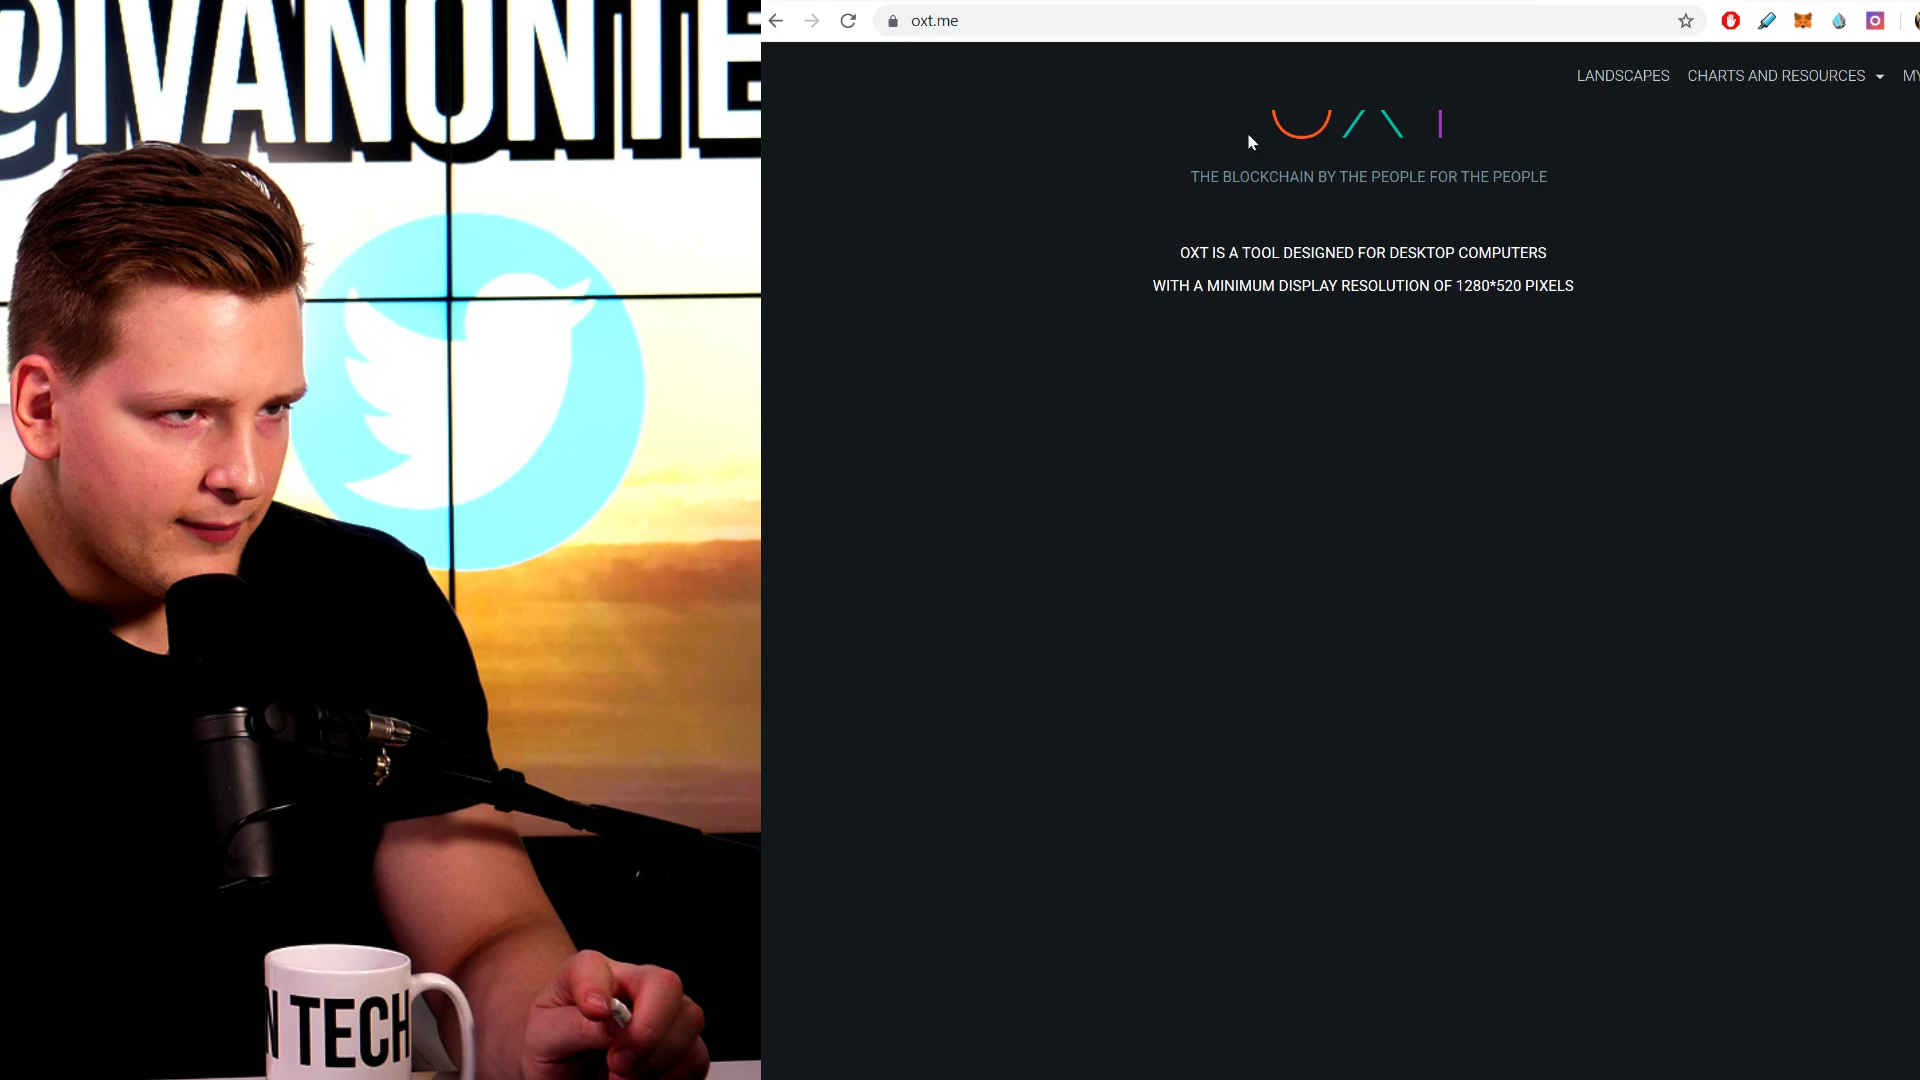 @IVANONTE
oxt.me
LANDSCAPES CHARTS AND RESOURCES MY
OXT
THE BLOCKCHAIN BY THE PEOPLE FOR THE PEOPLE
OXT IS A TOOL DESIGNED FOR DESKTOP COMPUTERS
WITH A MINIMUM DISPLAY RESOLUTION OF 1280*520 PIXELS
N TECH